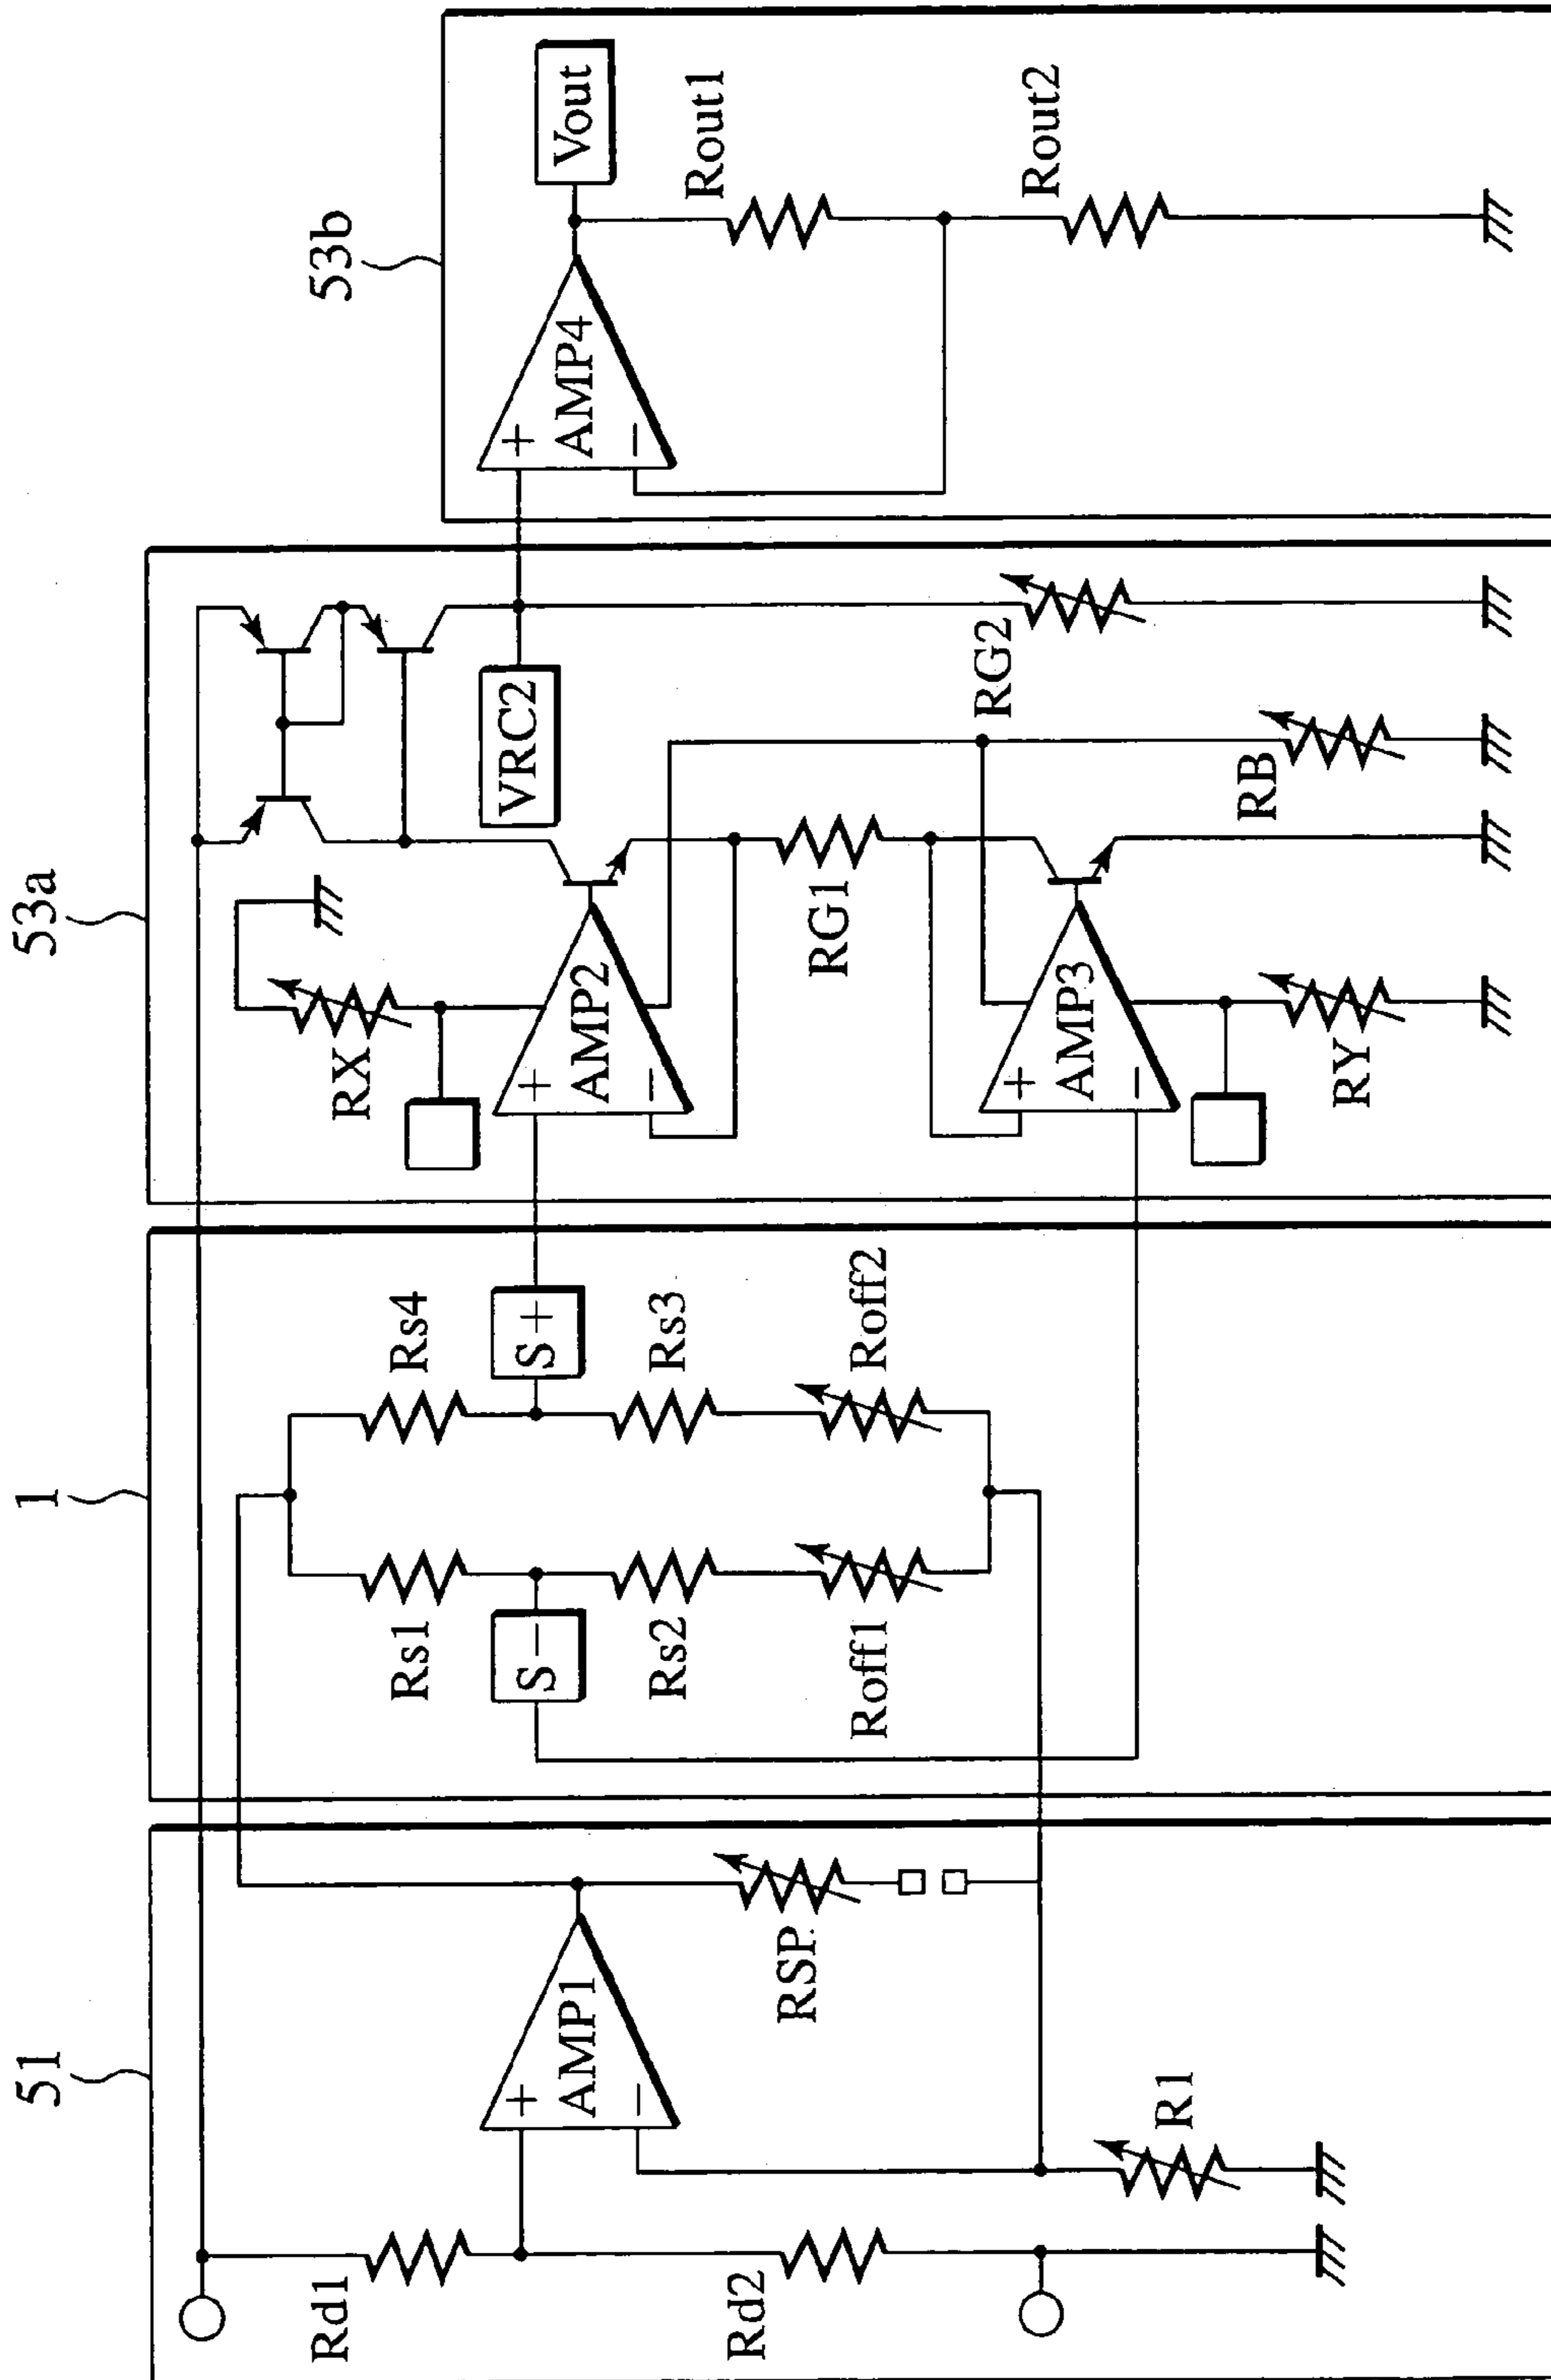 51
1
53a
53b
Rd1
Rd2
AMP1
+
−
RSP
R1
Rs1
Rs4
S−
S+
Rs2
Rs3
Roff1
Roff2
RX
AMP2
+
−
VRC2
RG1
RG2
AMP3
+
−
RY
RB
AMP4
+
−
Vout
Rout1
Rout2